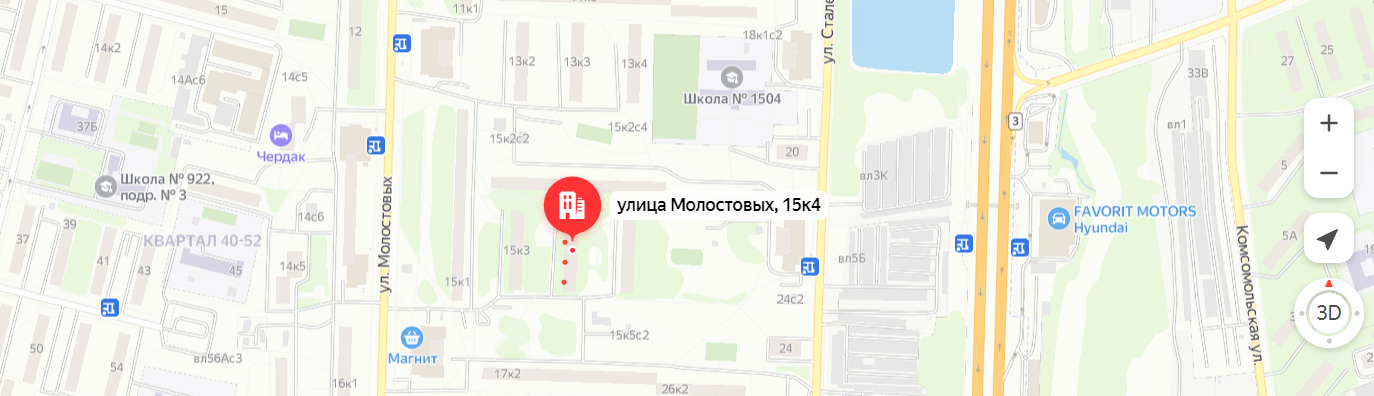 11к1
18к1с2
12
14к2
13к2
13к3
13к4
25
27
5А
33В
14Ас6
14с5
Школа № 1504
3
37Б
15к2с4
вл1
15к2с2
Чердак
20
5
вл3К
Школа № 922,
подр. № 3
улица Молостовых, 15к4
FAVORIT MOTORS
Hyundai
14с6
39
КВАРТАЛ 40-52
15к3
5А
41
43
45
14к5
вл5Б
15к1
ул. Молостовых
ул. Стале
Комсомольская ул.
24с2
3D
15к5с2
Магнит
50
54
вл56Ас3
24
16к1
17к2
26к2